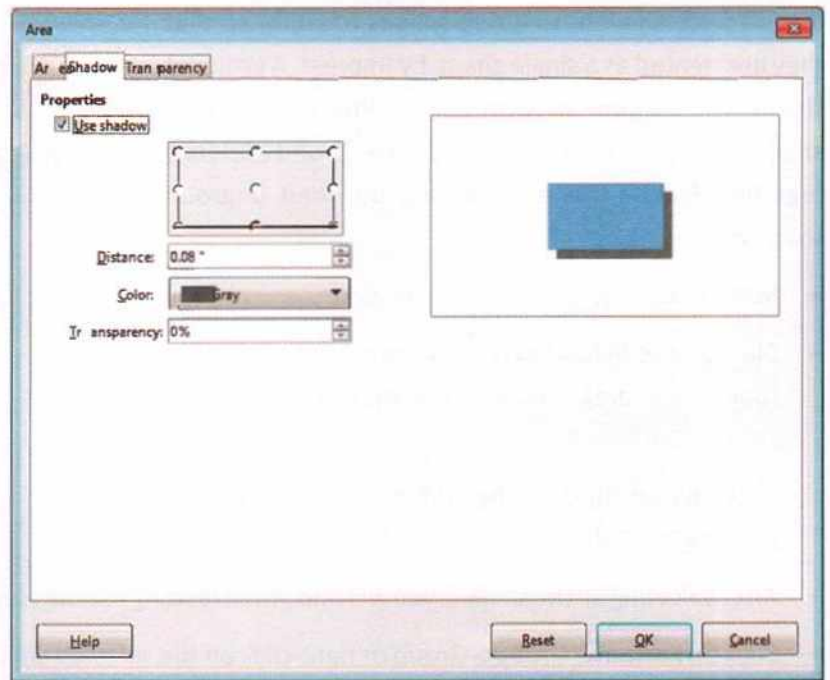 Area
Ar ea Shadow Tran parency
Properties
Use shadow
Distance: 0.08 "
Color: Gray
Tr ansparency: 0%
Help Reset OK Cancel